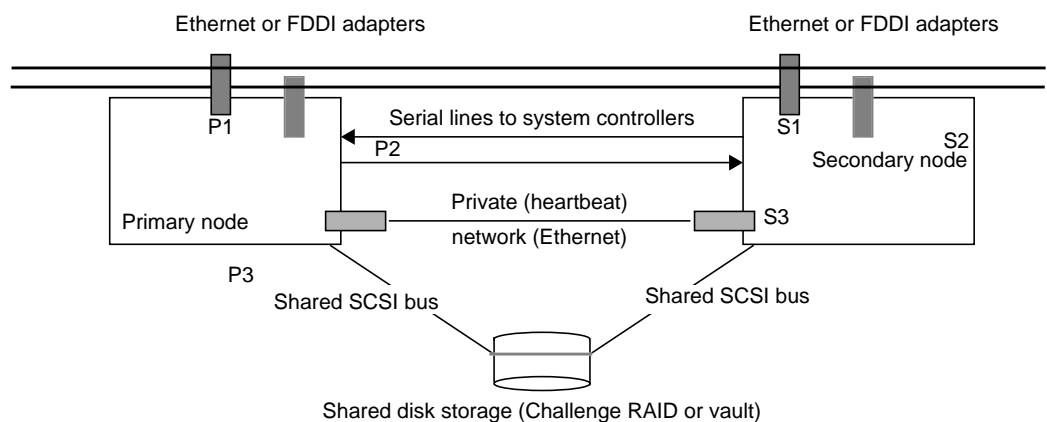 Ethernet or FDDI adapters
Ethernet or FDDI adapters
P1
Serial lines to system controllers
S1
P2
S2
Secondary node
Primary node
Private (heartbeat)
network (Ethernet)
S3
P3
Shared SCSI bus
Shared SCSI bus
Shared disk storage (Challenge RAID or vault)